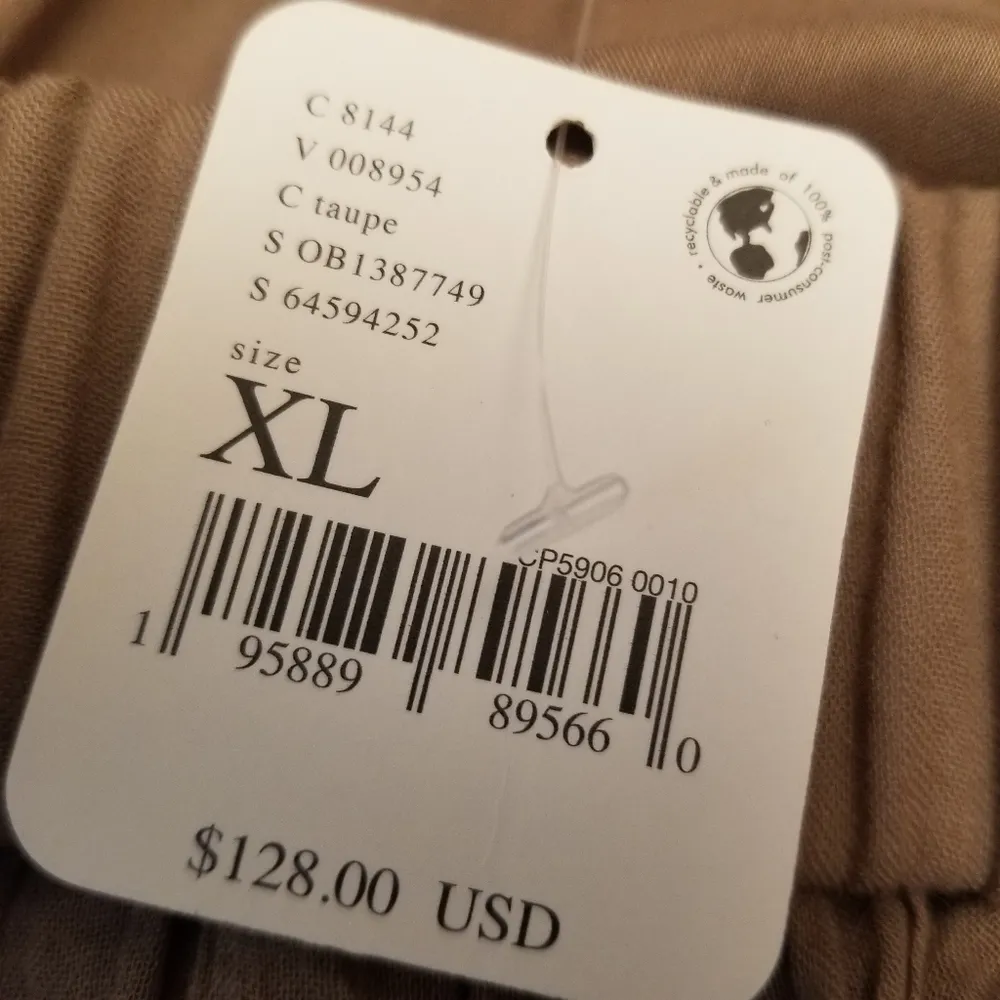 C 8144
V 008954
C taupe
S OB1387749
S 64594252
size
XL
recyclable & made of 100% post-consumer waste •
CP5906 0010
1 95889 89566 0
$128.00 USD